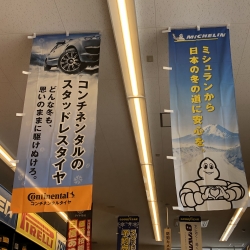 コンチネンタルの
スタッドレスタイヤ
どんな冬も、
思いのままに駆けぬけろ。
Continental
コンチネンタルタイヤ
MICHELIN
ミシュランから
日本の冬の道に安心を。
PIRELLI